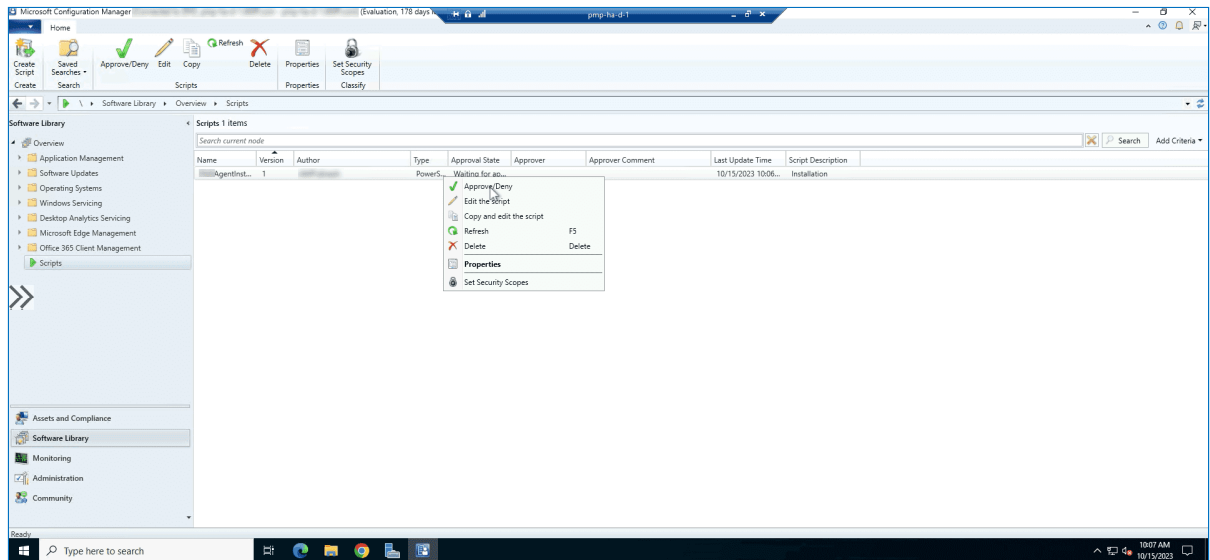 Microsoft Configuration Manager (Evaluation, 178 days
pmp-ha-d-1
Home
Create Script
Saved Searches
Approve/Deny
Edit
Copy
Refresh
Delete
Properties
Set Security Scopes
Create
Search
Scripts
Properties
Classify
\ Software Library Overview Scripts
Software Library
Scripts 1 items
Search current node
Search
Add Criteria
Overview
Application Management
Software Updates
Operating Systems
Windows Servicing
Desktop Analytics Servicing
Microsoft Edge Management
Office 365 Client Management
Scripts
Name Version Author Type Approval State Approver Approver Comment Last Update Time Script Description
AgentInst... 1 PowerS... Waiting for ap... 10/15/2023 10:06... Installation
Approve/Deny
Edit the script
Copy and edit the script
Refresh F5
Delete Delete
Properties
Set Security Scopes
Assets and Compliance
Software Library
Monitoring
Administration
Community
Ready
Type here to search
10:07 AM
10/15/2023